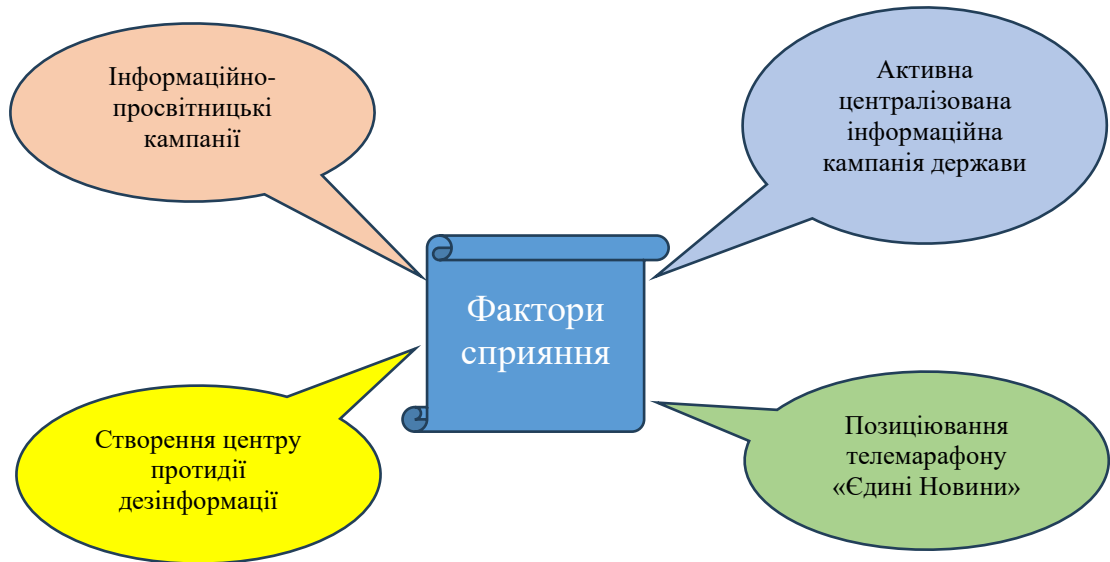 Інформаційно-
просвітницькі
кампанії
Активна
централізована
інформаційна
кампанія держави
Фактори
сприяння
Створення центру
протидії
дезінформації
Позиціювання
телемарафону
«Єдині Новини»